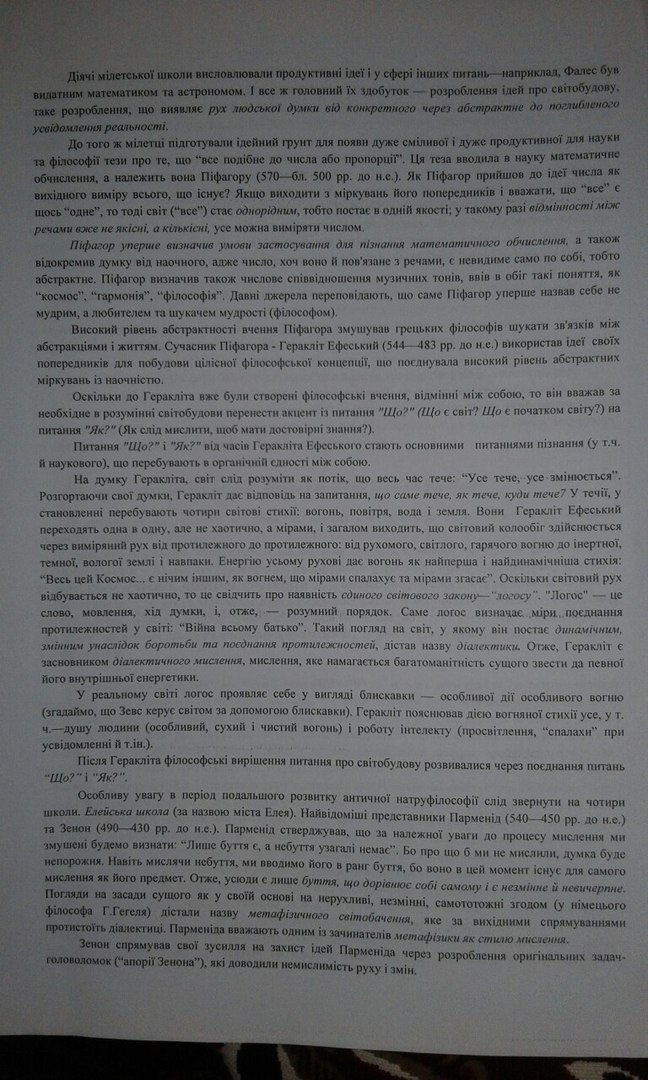 Діячі мілетської школи висловлювали продуктивні ідеї і у сфері інших питань—наприклад, Фалес був
видатним математиком та астрономом. І все ж головний їх здобуток — розроблення ідей про світобудову,
таке розроблення, що виявляє рух людської думки від конкретного через абстрактне до поглибленого
усвідомлення реальності.
До того ж мілетці підготували ідейний грунт для появи дуже сміливої і дуже продуктивної для науки
та філософії тези про те, що “все подібне до числа або пропорції”. Ця теза вводила в науку математичне
обчислення, а належить вона Піфагору (570—бл. 500 рр. до н.е.). Як Піфагор прийшов до ідеї числа як
вихідного виміру всього, що існує? Якщо виходити з міркувань його попередників і вважати, що “все” є
щось “одне”, то тоді світ (“все”) стає однорідним, тобто постає в одній якості; у такому разі відмінності між
речами вже не якісні, а кількісні, усе можна виміряти числом.
Піфагор уперше визначив умови застосування для пізнання математичного обчислення, а також
відокремив думку від наочного, адже число, хоч воно й пов'язане з речами, є невидиме само по собі, тобто
абстрактне. Піфагор визначив також числове співвідношення музичних тонів, ввів в обіг такі поняття, як
“космос”, “гармонія”, “філософія”. Давні джерела переповідають, що саме Піфагор уперше назвав себе не
мудрим, а любителем та шукачем мудрості (філософом).
Високий рівень абстрактності вчення Піфагора змушував грецьких філософів шукати зв'язків між
абстракціями і життям. Сучасник Піфагора - Геракліт Ефеський (544—483 рр. до н.е.) використав ідеї своїх
попередників для побудови цілісної філософської концепції, що поєднувала високий рівень абстрактних
міркувань із наочністю.
Оскільки до Геракліта вже були створені філософські вчення, відмінні між собою, то він вважав за
необхідне в розумінні світобудови перенести акцент із питання "Що?" (Що є світ? Що є початком світу?) на
питання "Як?" (Як слід мислити, щоб мати достовірні знання?).
Питання "Що?" і "Як?" від часів Геракліта Ефеського стають основними питаннями пізнання (у т.ч.
й наукового), що перебувають в органічній єдності між собою.
На думку Геракліта, світ слід розуміти як потік, що весь час тече: “Усе тече, усе змінюється”.
Розгортаючи свої думки, Геракліт дає відповідь на запитання, що саме тече, як тече, куди тече? У течії, у
становленні перебувають чотири світові стихії: вогонь, повітря, вода і земля. Вони Геракліт Ефеський
переходять одна в одну, але не хаотично, а мірами, і загалом виходить, що світовий колообіг здійснюється
через виміряний рух від протилежного до протилежного: від рухомого, світлого, гарячого вогню до інертної,
темної, вологої землі і навпаки. Енергію усьому рухові дає вогонь як найперша і найдинамічніша стихія:
“Весь цей Космос... є нічим іншим, як вогнем, що мірами спалахує та мірами згасає”. Оскільки світовий рух
відбувається не хаотично, то це свідчить про наявність єдиного світового закону—“логосу”. "Логос" — це
слово, мовлення, хід думки, і, отже, — розумний порядок. Саме логос визначає міри поєднання
протилежностей у світі: “Війна всьому батько”. Такий погляд на світ, у якому він постає динамічним,
змінним унаслідок боротьби та поєднання протилежностей, дістав назву діалектики. Отже, Геракліт є
засновником діалектичного мислення, мислення, яке намагається багатоманітність сущого звести до певної
його внутрішньої енергетики.
У реальному світі логос проявляє себе у вигляді блискавки — особливої дії особливого вогню
(згадаймо, що Зевс керує світом за допомогою блискавки). Геракліт пояснював дією вогняної стихії усе, у т.
ч.—душу людини (особливий, сухий і чистий вогонь) і роботу інтелекту (просвітлення, “спалахи” при
усвідомленні й т.ін.).
Після Геракліта філософські вирішення питання про світобудову розвивалися через поєднання питань
“Що?” і “Як?”.
Особливу увагу в період подальшого розвитку античної натруфілософії слід звернути на чотири
школи. Елейська школа (за назвою міста Елея). Найвідоміші представники Парменід (540—450 рр. до н.е.)
та Зенон (490—430 рр. до н.е.). Парменід стверджував, що за належної уваги до процесу мислення ми
змушені будемо визнати: “Лише буття є, а небуття узагалі немає”. Бо про що б ми не мислили, думка буде
непорожня. Навіть мислячи небуття, ми вводимо його в ранг буття, бо воно в цей момент існує для самого
мислення як його предмет. Отже, усюди є лише буття, що дорівнює собі самому і є незмінне й невичерпне.
Погляди на засади сущого як у своїй основі на нерухливі, незмінні, самототожні згодом (у німецього
філософа Г.Гегеля) дістали назву метафізичного світобачення, яке за вихідними спрямуваннями
протистоїть діалектиці. Парменіда вважають одним із зачинателів метафізики як стилю мислення.
Зенон спрямував свої зусилля на захист ідей Парменіда через розроблення оригінальних задач-
головоломок (“апорії Зенона”), які доводили немислимість руху і змін.